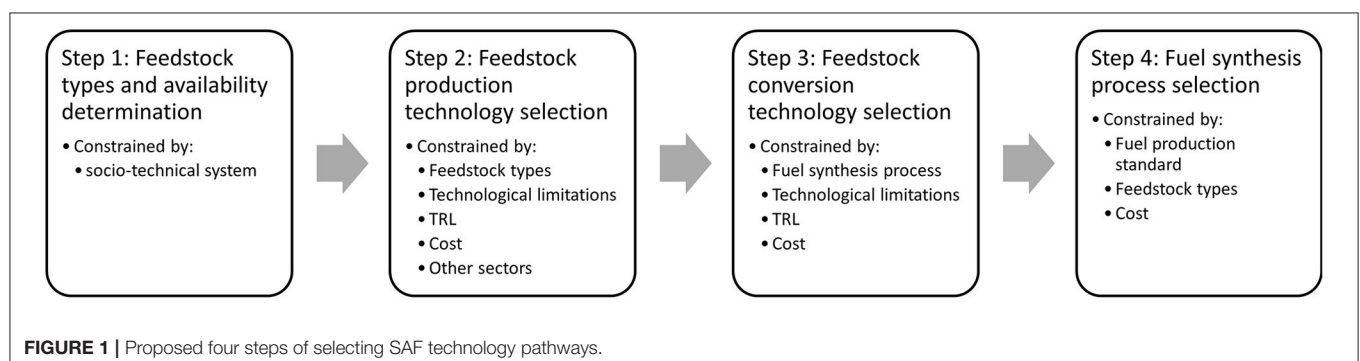 Step 1: Feedstock
types and availability
determination
• Constrained by:
• socio-technical system
Step 2: Feedstock
production
technology selection
• Constrained by:
• Feedstock types
• Technological limitations
• TRL
• Cost
• Other sectors
Step 3: Feedstock
conversion
technology selection
• Constrained by:
• Fuel synthesis process
• Technological limitations
• TRL
• Cost
Step 4: Fuel synthesis
process selection
• Constrained by:
• Fuel production
standard
• Feedstock types
• Cost
FIGURE 1 | Proposed four steps of selecting SAF technology pathways.